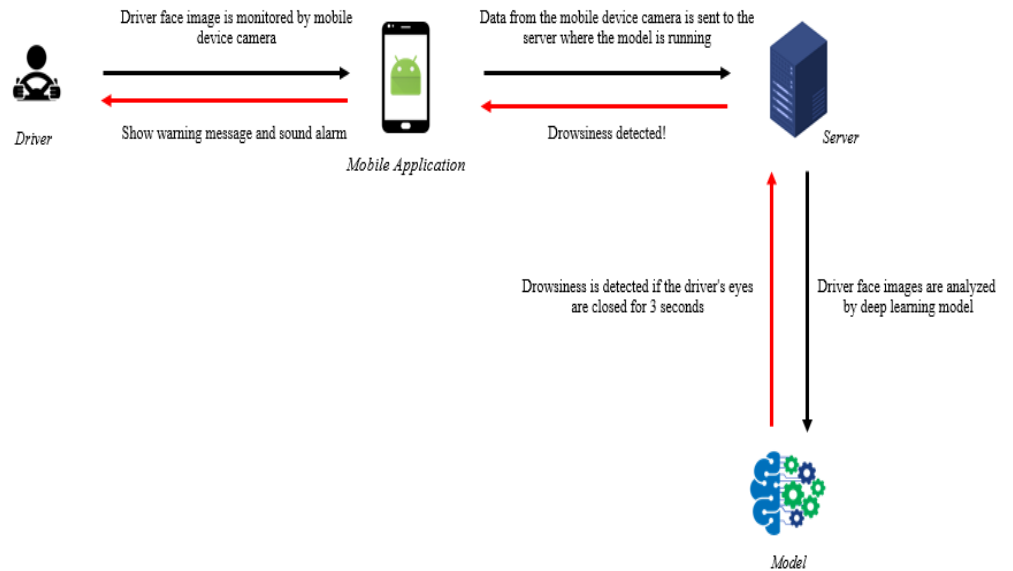 Driver face image is monitored by mobile
device camera
Data from the mobile device camera is sent to the
server where the model is running
Show warning message and sound alarm
Drowsiness detected!
Driver
Mobile Application
Server
Drowsiness is detected if the driver's eyes
are closed for 3 seconds
Driver face images are analyzed
by deep learning model
Model